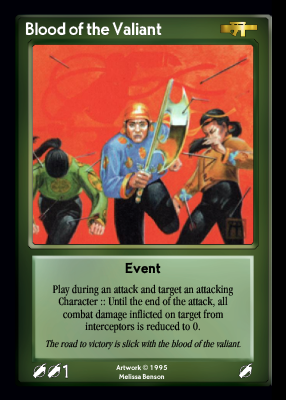 Blood of the Valiant
Event
Play during an attack and target an attacking
Character :: Until the end of the attack, all
combat damage inflicted on target from
interceptors is reduced to 0.
The road to victory is slick with the blood of the valiant.
1
Artwork © 1995
Melissa Benson